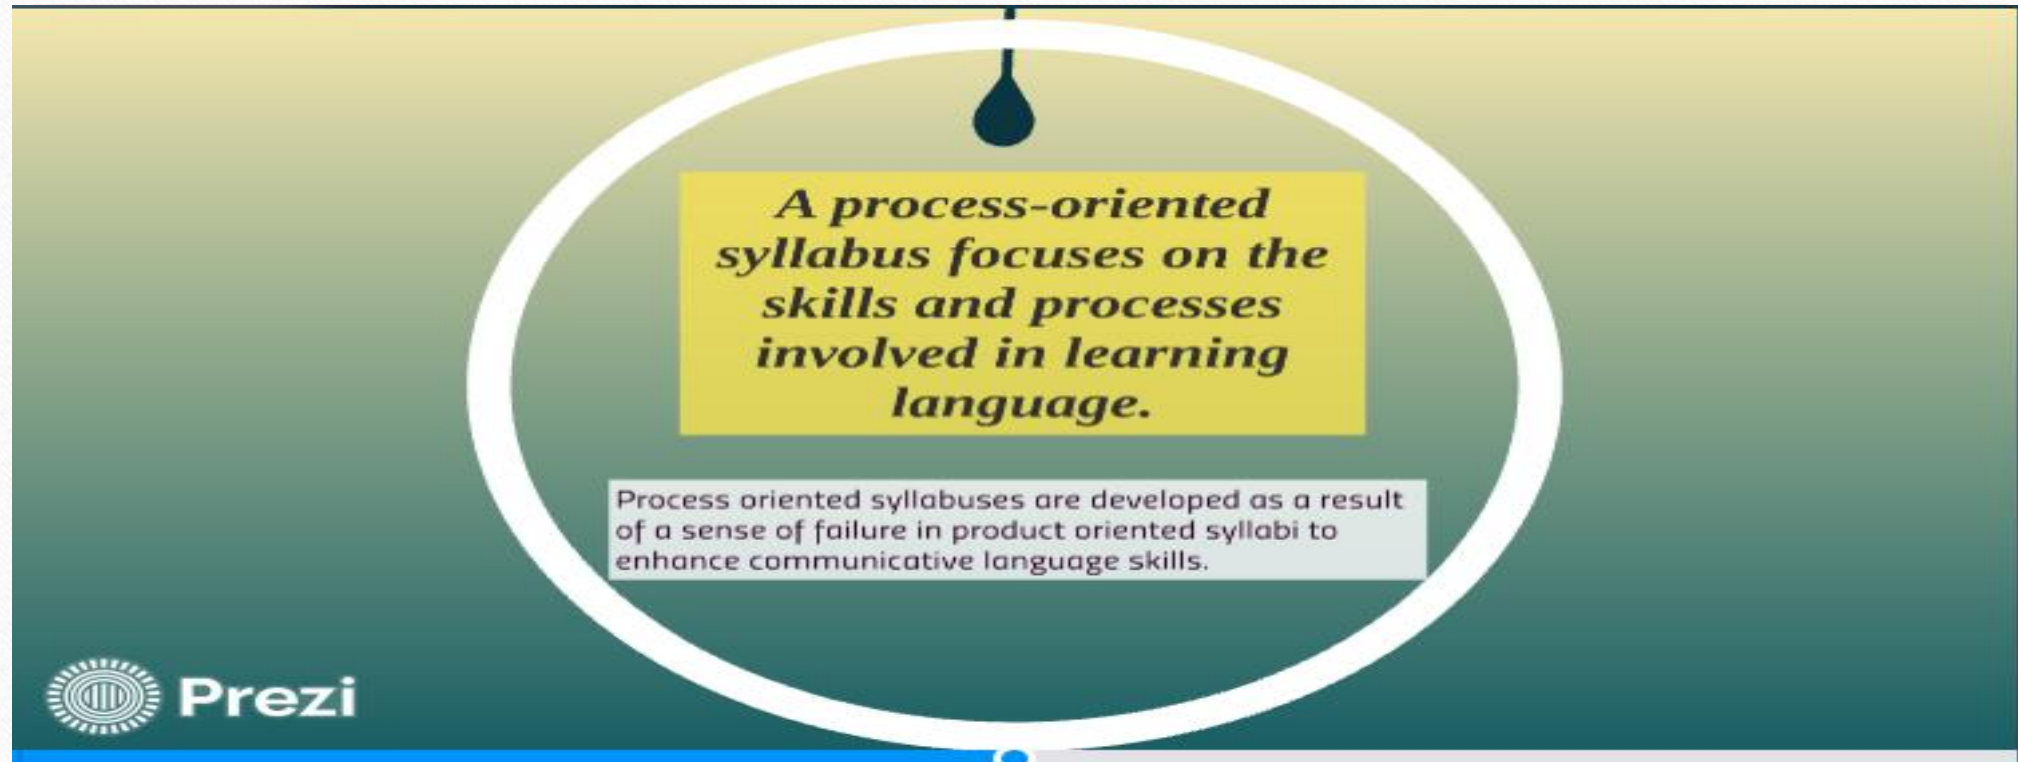 A process-oriented
syllabus focuses on the
skills and processes
involved in learning
language.
Process oriented syllabuses are developed as a result
of a sense of failure in product oriented syllabi to
enhance communicative language skills.
Prezi